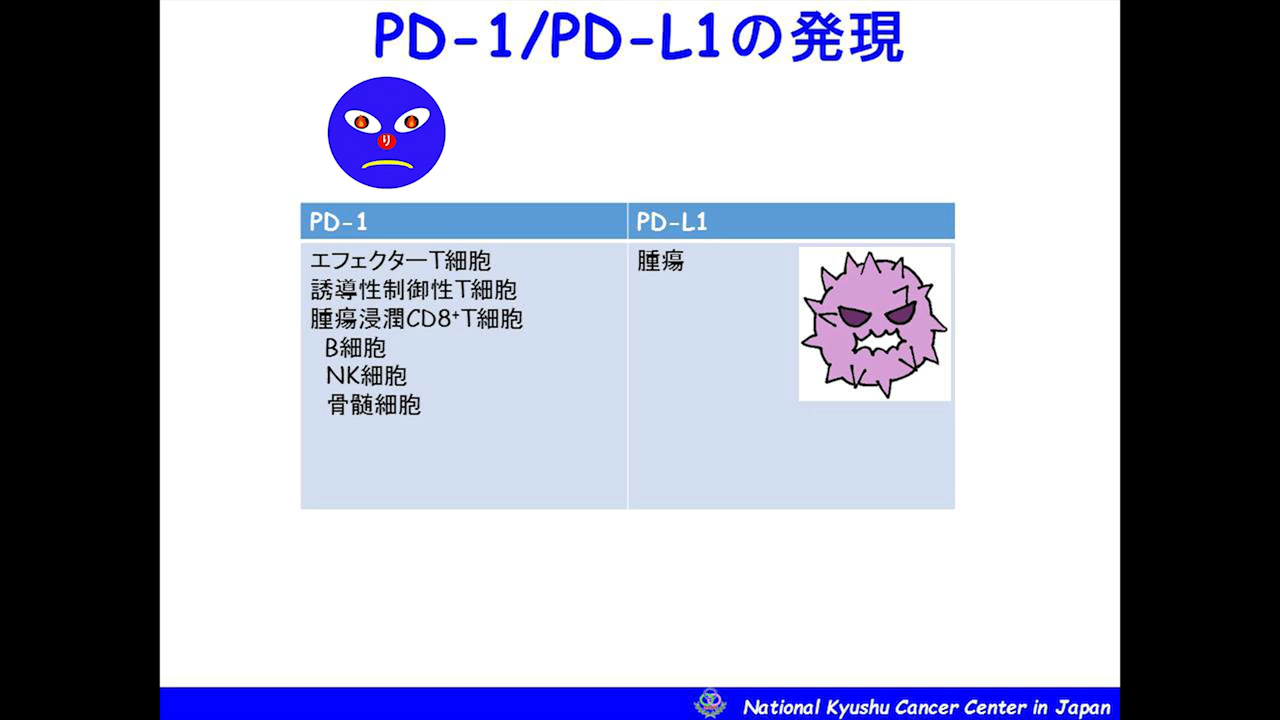 PD-1/PD-L1の発現
り
PD-1
PD-L1
エフェクターT細胞
誘導性制御性T細胞
腫瘍浸潤CD8⁺T細胞
B細胞
NK細胞
骨髄細胞
腫瘍
National Kyushu Cancer Center in Japan